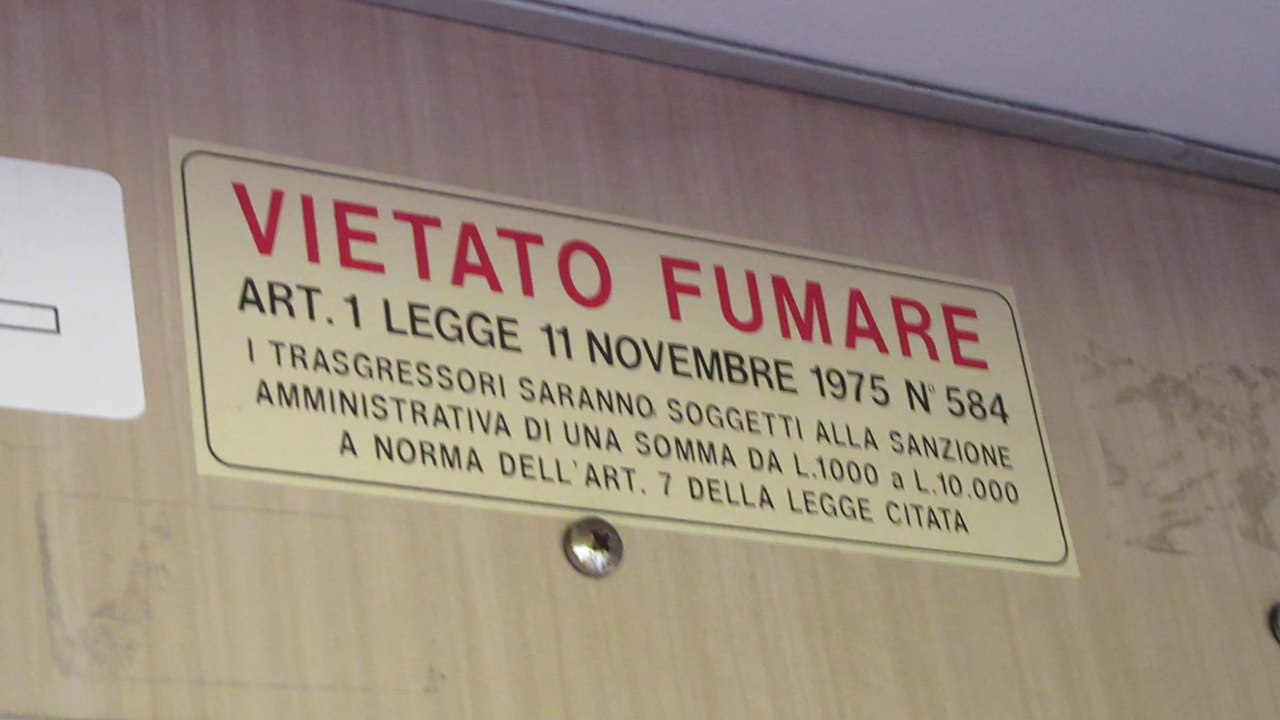 VIETATO FUMARE
ART. 1 LEGGE 11 NOVEMBRE 1975 N° 584
I TRASGRESSORI SARANNO SOGGETTI ALLA SANZIONE
AMMINISTRATIVA DI UNA SOMMA DA L.1000 a L.10.000
A NORMA DELL'ART. 7 DELLA LEGGE CITATA